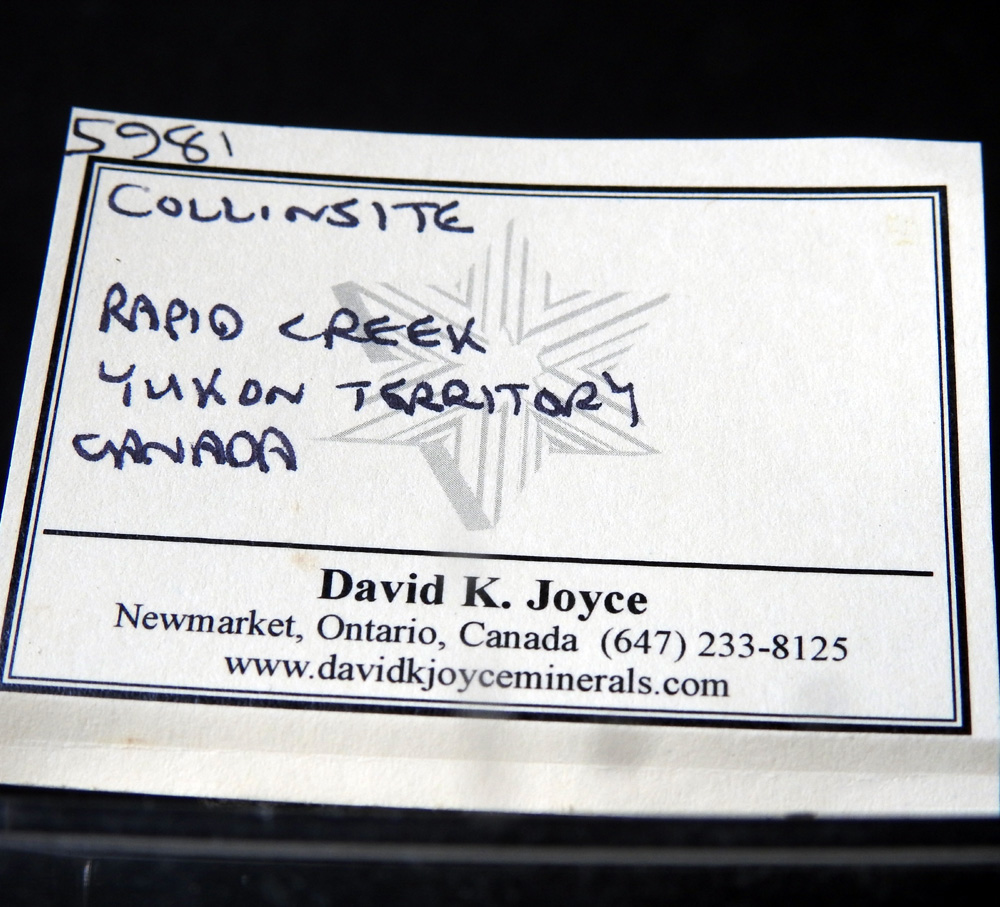 5981
COLLINSITE
RAPID CREEK
YUKON TERRITORY
CANADA
David K. Joyce
Newmarket, Ontario, Canada (647) 233-8125
www.davidkjoyceminerals.com